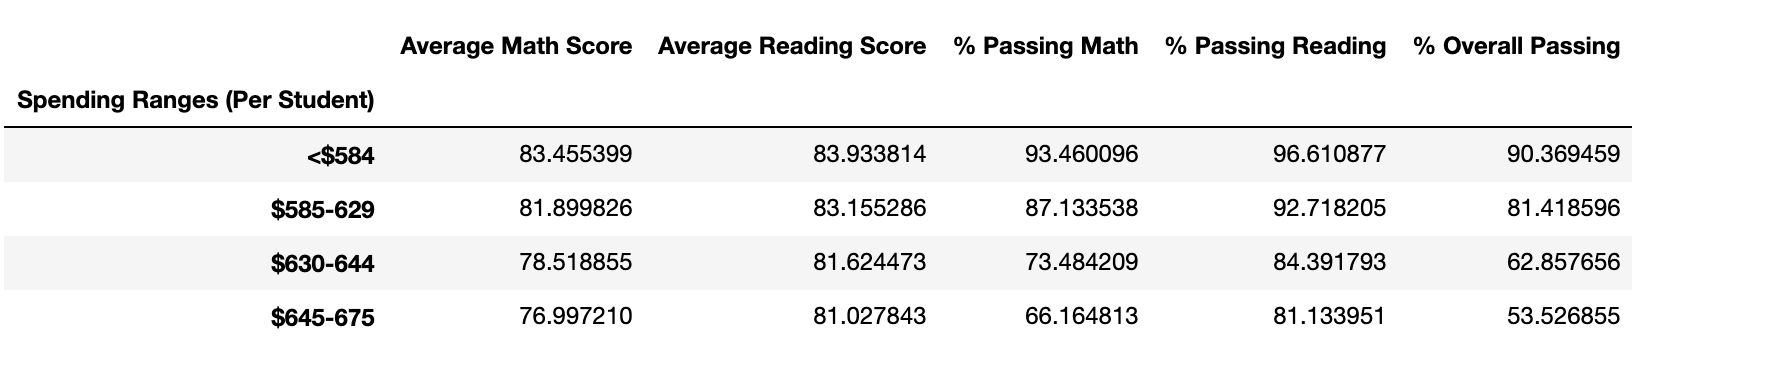 Average Math Score Average Reading Score % Passing Math % Passing Reading % Overall Passing
Spending Ranges (Per Student)
<$584 83.455399 83.933814 93.460096 96.610877 90.369459
$585-629 81.899826 83.155286 87.133538 92.718205 81.418596
$630-644 78.518855 81.624473 73.484209 84.391793 62.857656
$645-675 76.997210 81.027843 66.164813 81.133951 53.526855